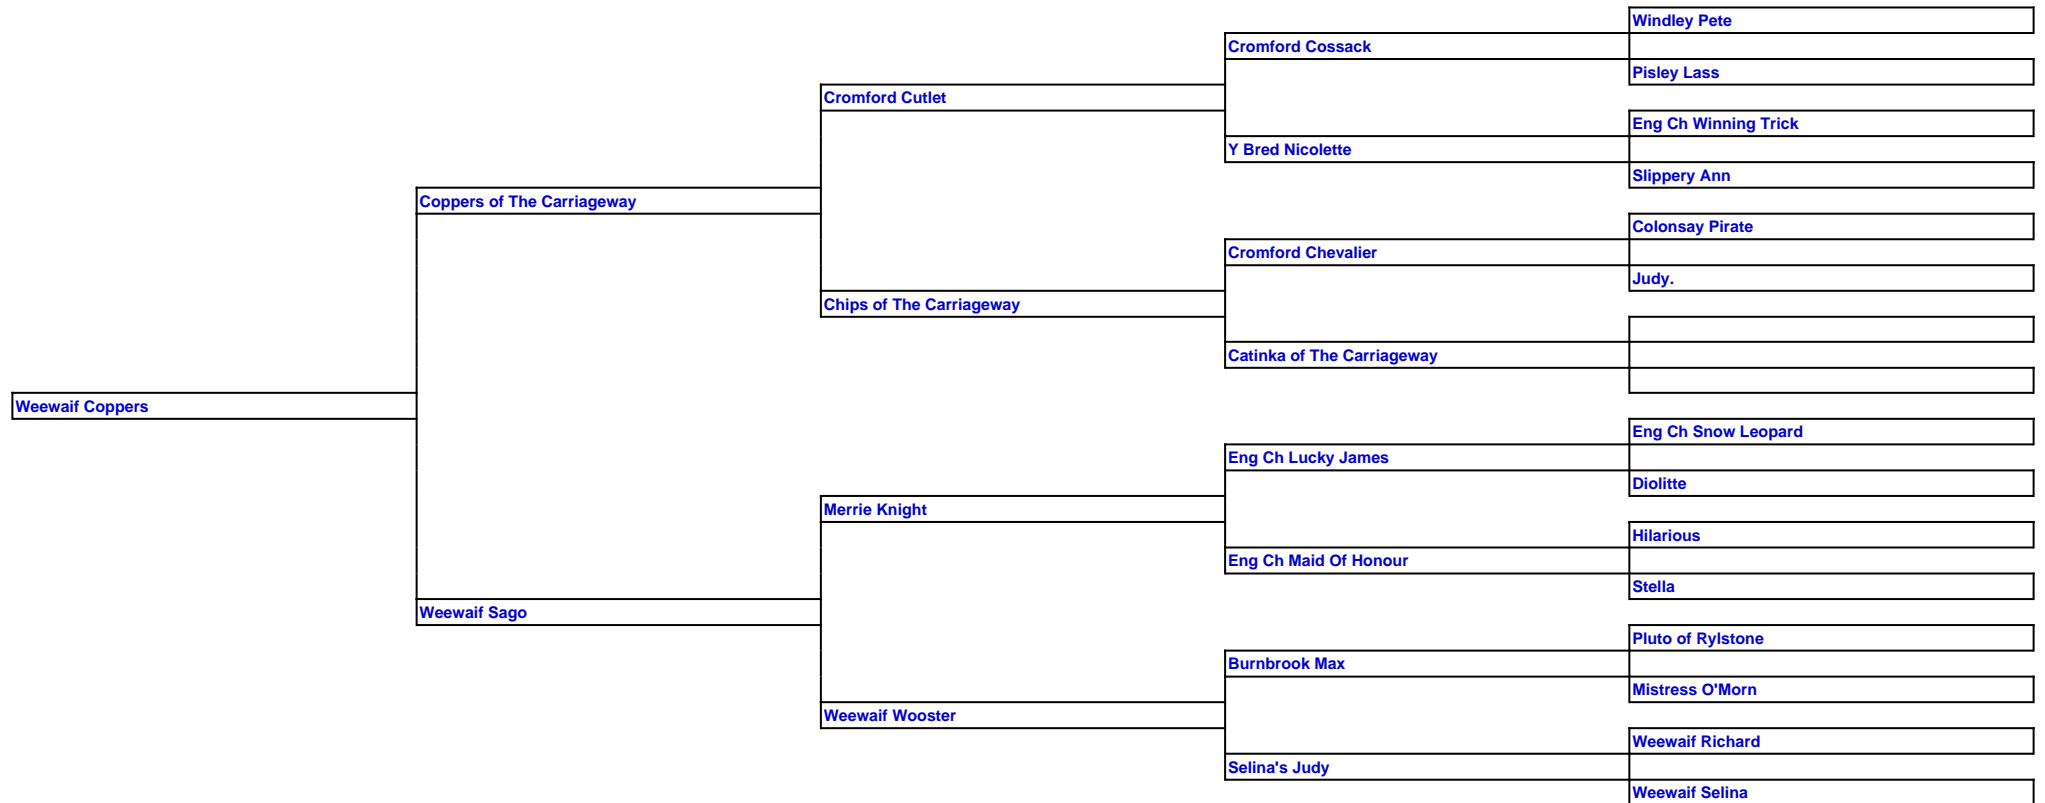 Windley Pete
Cromford Cossack
Pisley Lass
Cromford Cutlet
Eng Ch Winning Trick
Y Bred Nicolette
Slippery Ann
Coppers of The Carriageway
Colonsay Pirate
Cromford Chevalier
Judy.
Chips of The Carriageway
Catinka of The Carriageway
Weewaif Coppers
Eng Ch Snow Leopard
Eng Ch Lucky James
Diolitte
Merrie Knight
Hilarious
Eng Ch Maid Of Honour
Stella
Weewaif Sago
Pluto of Rylstone
Burnbrook Max
Mistress O'Morn
Weewaif Wooster
Weewaif Richard
Selina's Judy
Weewaif Selina